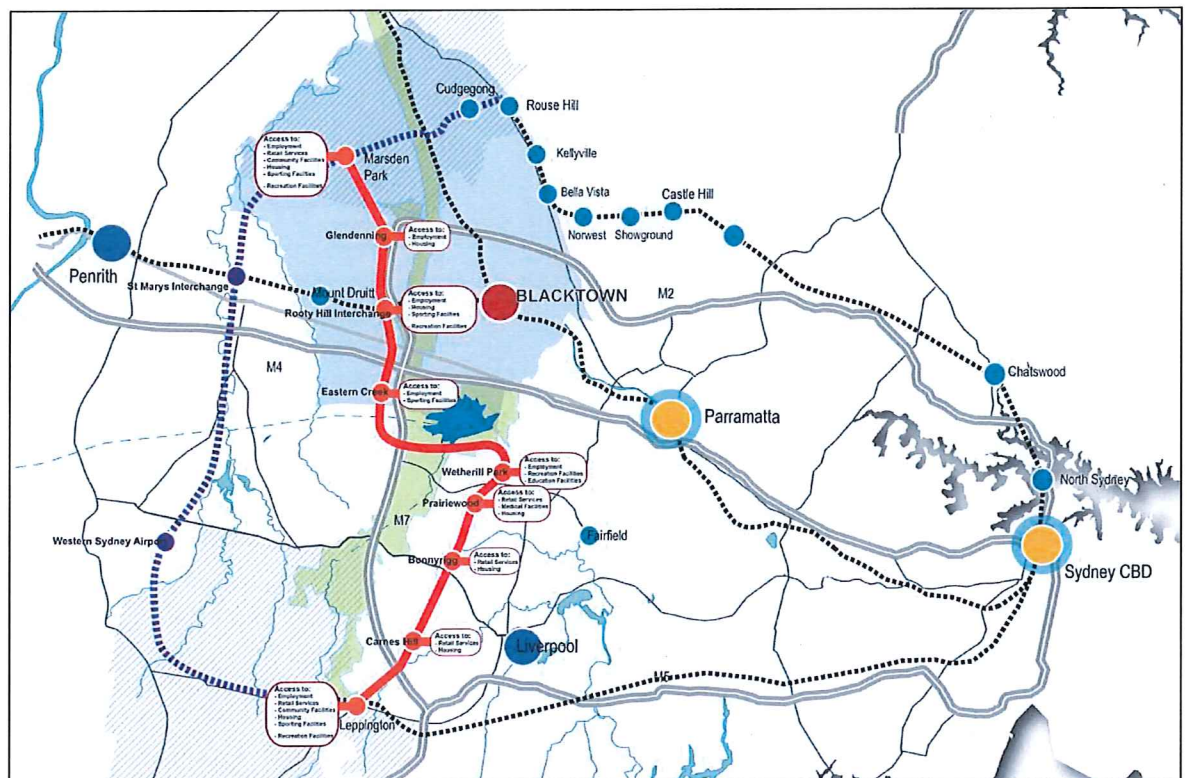 Cudgegong
Rouse Hill
Access to:
- Employment
- Retail Services
- Community Facilities
- Housing
- Sporting Facilities
- Recreation Facilities
Marsden
Park
Kellyville
Bella Vista
Castle Hill
Norwest
Showground
Glendenning
Access to:
- Employment
- Housing
Penrith
St Marys Interchange
Mount Druitt
Rooty Hill Interchange
Access to:
- Employment
- Housing
- Sporting Facilities
- Recreation Facilities
BLACKTOWN
M2
M4
Chatswood
Eastern Creek
Access to:
- Employment
- Sporting Facilities
Parramatta
Wetherill Park
Access to:
- Employment
- Recreation Facilities
- Education Facilities
North Sydney
Prairiewood
Access to:
- Retail Services
- Medical Facilities
- Housing
M7
Western Sydney Airport
Fairfield
Bonnyrigg
Access to:
- Retail Services
- Housing
Sydney CBD
Carnes Hill
Access to:
- Retail Services
- Housing
Liverpool
M5
Access to:
- Employment
- Retail Services
- Community Facilities
- Housing
- Sporting Facilities
- Recreation Facilities
Leppington